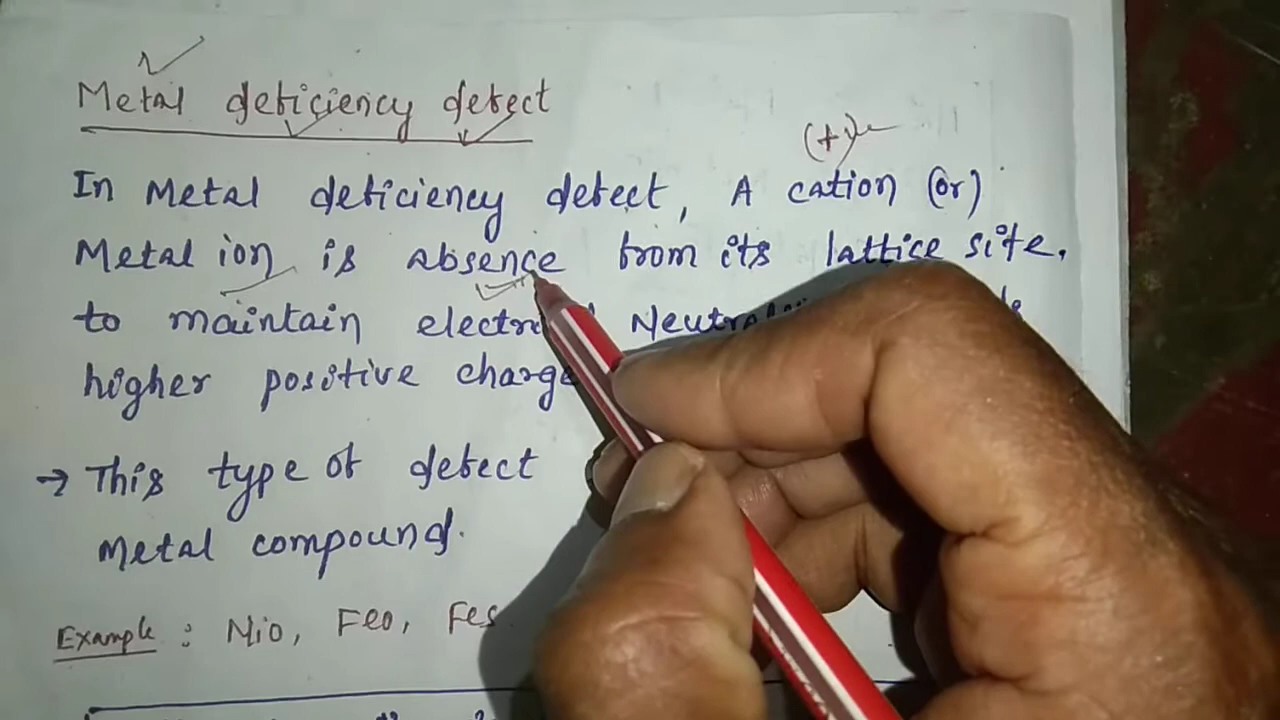 Metal deficiency defect
(+)ve
In Metal deficiency defect, A cation (or)
Metal ion is absence from its lattice site.
to maintain
higher positive charge
→ This type of defect
Metal compound.
Example : NiO, FeO, FeS